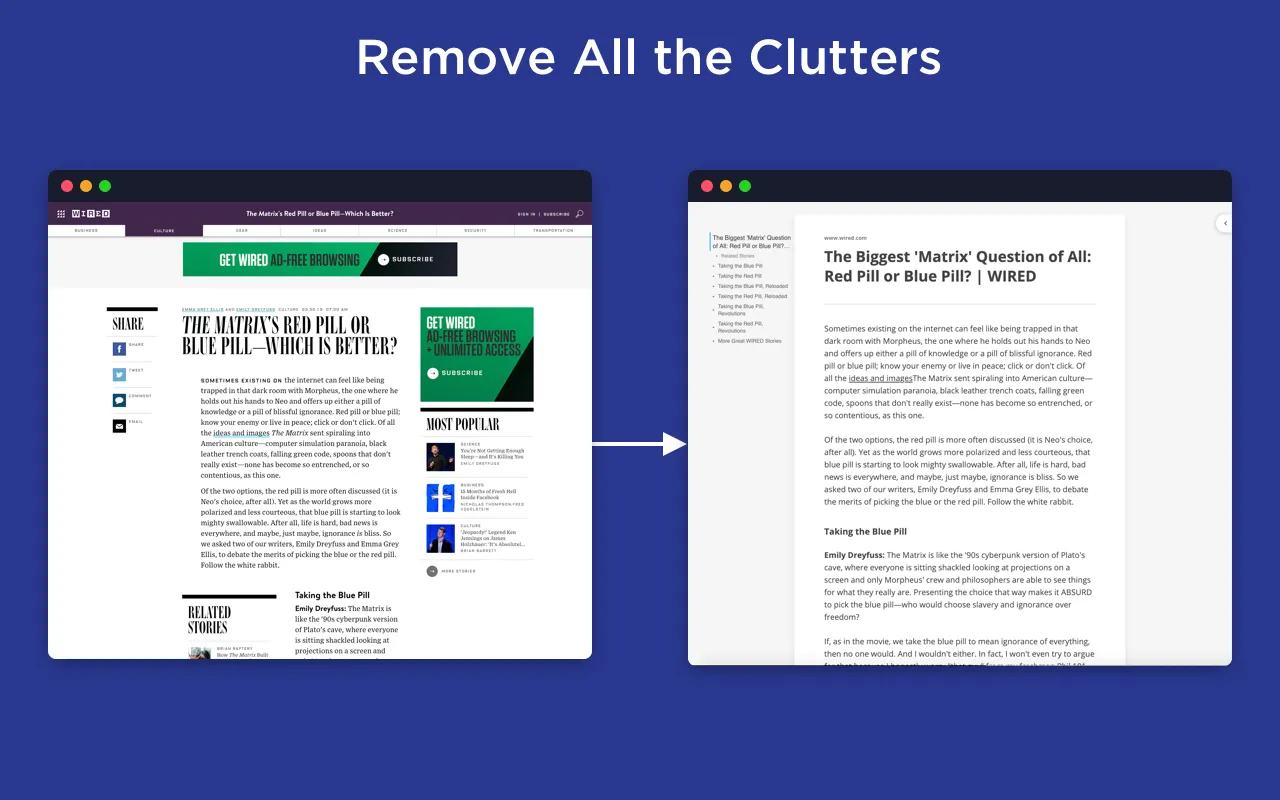 Remove All the Clutters
WIRED
The Matrix's Red Pill or Blue Pill—Which Is Better?
SIGN IN | SUBSCRIBE
BUSINESS
CULTURE
GEAR
IDEAS
SCIENCE
SECURITY
TRANSPORTATION
GET WIRED AD-FREE BROWSING
SUBSCRIBE
SHARE
SHARE
TWEET
COMMENT
EMAIL
EMMA GREY ELLIS AND EMILY DREYFUSS CULTURE
THE MATRIX'S RED PILL OR
BLUE PILL—WHICH IS BETTER?
SOMETIMES EXISTING ON the internet can feel like being
trapped in that dark room with Morpheus, the one where he
holds out his hands to Neo and offers up either a pill of
knowledge or a pill of blissful ignorance. Red pill or blue pill;
know your enemy or live in peace; click or don't click. Of all
the ideas and images The Matrix sent spiraling into
American culture—computer simulation paranoia, black
leather trench coats, falling green code, spoons that don't
really exist—none has become so entrenched, or so
contentious, as this one.
Of the two options, the red pill is more often discussed (it is
Neo's choice, after all). Yet as the world grows more
polarized and less courteous, that blue pill is starting to look
mighty swallowable. After all, life is hard, bad news is
everywhere, and maybe, just maybe, ignorance is bliss. So
we asked two of our writers, Emily Dreyfuss and Emma Grey
Ellis, to debate the merits of picking the blue or the red pill.
Follow the white rabbit.
RELATED
STORIES
BRIAN RAFTERY
How The Matrix Built
Taking the Blue Pill
Emily Dreyfuss: The Matrix is
like the '90s cyberpunk version
of Plato's cave, where everyone
is sitting shackled looking at
projections on a screen and
GET WIRED
AD-FREE BROWSING
+ UNLIMITED ACCESS
SUBSCRIBE
MOST POPULAR
SCIENCE
You're Not Getting Enough
Sleep—and It's Killing You
EMILY DREYFUSS
BUSINESS
15 Months of Fresh Hell
Inside Facebook
NICHOLAS THOMPSON, FRED
VOGELSTEIN
CULTURE
'Jeopardy!' Legend Ken
Jennings on James
Holzhauer: 'It's Absolutel...
BRIAN BARRETT
MORE STORIES
The Biggest 'Matrix' Question
of All: Red Pill or Blue Pill?...
Related Stories
Taking the Blue Pill
Taking the Red Pill
Taking the Blue Pill, Reloaded
Taking the Red Pill, Reloaded
Taking the Blue Pill,
Revolutions
Taking the Red Pill,
Revolutions
More Great WIRED Stories
www.wired.com
The Biggest 'Matrix' Question of All:
Red Pill or Blue Pill? | WIRED
Sometimes existing on the internet can feel like being trapped in that
dark room with Morpheus, the one where he holds out his hands to Neo
and offers up either a pill of knowledge or a pill of blissful ignorance. Red
pill or blue pill; know your enemy or live in peace; click or don't click. Of
all the ideas and imagesThe Matrix sent spiraling into American culture—
computer simulation paranoia, black leather trench coats, falling green
code, spoons that don't really exist—none has become so entrenched, or
so contentious, as this one.
Of the two options, the red pill is more often discussed (it is Neo's choice,
after all). Yet as the world grows more polarized and less courteous, that
blue pill is starting to look mighty swallowable. After all, life is hard, bad
news is everywhere, and maybe, just maybe, ignorance is bliss. So we
asked two of our writers, Emily Dreyfuss and Emma Grey Ellis, to debate
the merits of picking the blue or the red pill. Follow the white rabbit.
Taking the Blue Pill
Emily Dreyfuss: The Matrix is like the '90s cyberpunk version of Plato's
cave, where everyone is sitting shackled looking at projections on a
screen and only Morpheus' crew and philosophers are able to see things
for what they really are. Presenting the choice that way makes it ABSURD
to pick the blue pill—who would choose slavery and ignorance over
freedom?
If, as in the movie, we take the blue pill to mean ignorance of everything,
then no one would. And I wouldn't either. In fact, I won't even try to argue